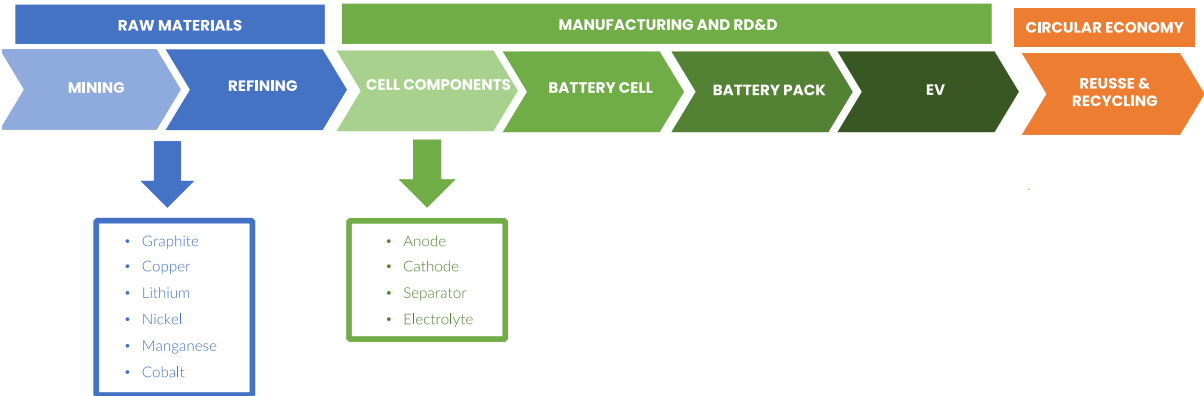 RAW MATERIALS
MANUFACTURING AND RD&D
CIRCULAR ECONOMY
MINING
REFINING
CELL COMPONENTS
BATTERY CELL
BATTERY PACK
EV
REUSSE &
RECYCLING
• Graphite
• Copper
• Lithium
• Nickel
• Manganese
• Cobalt
• Anode
• Cathode
• Separator
• Electrolyte